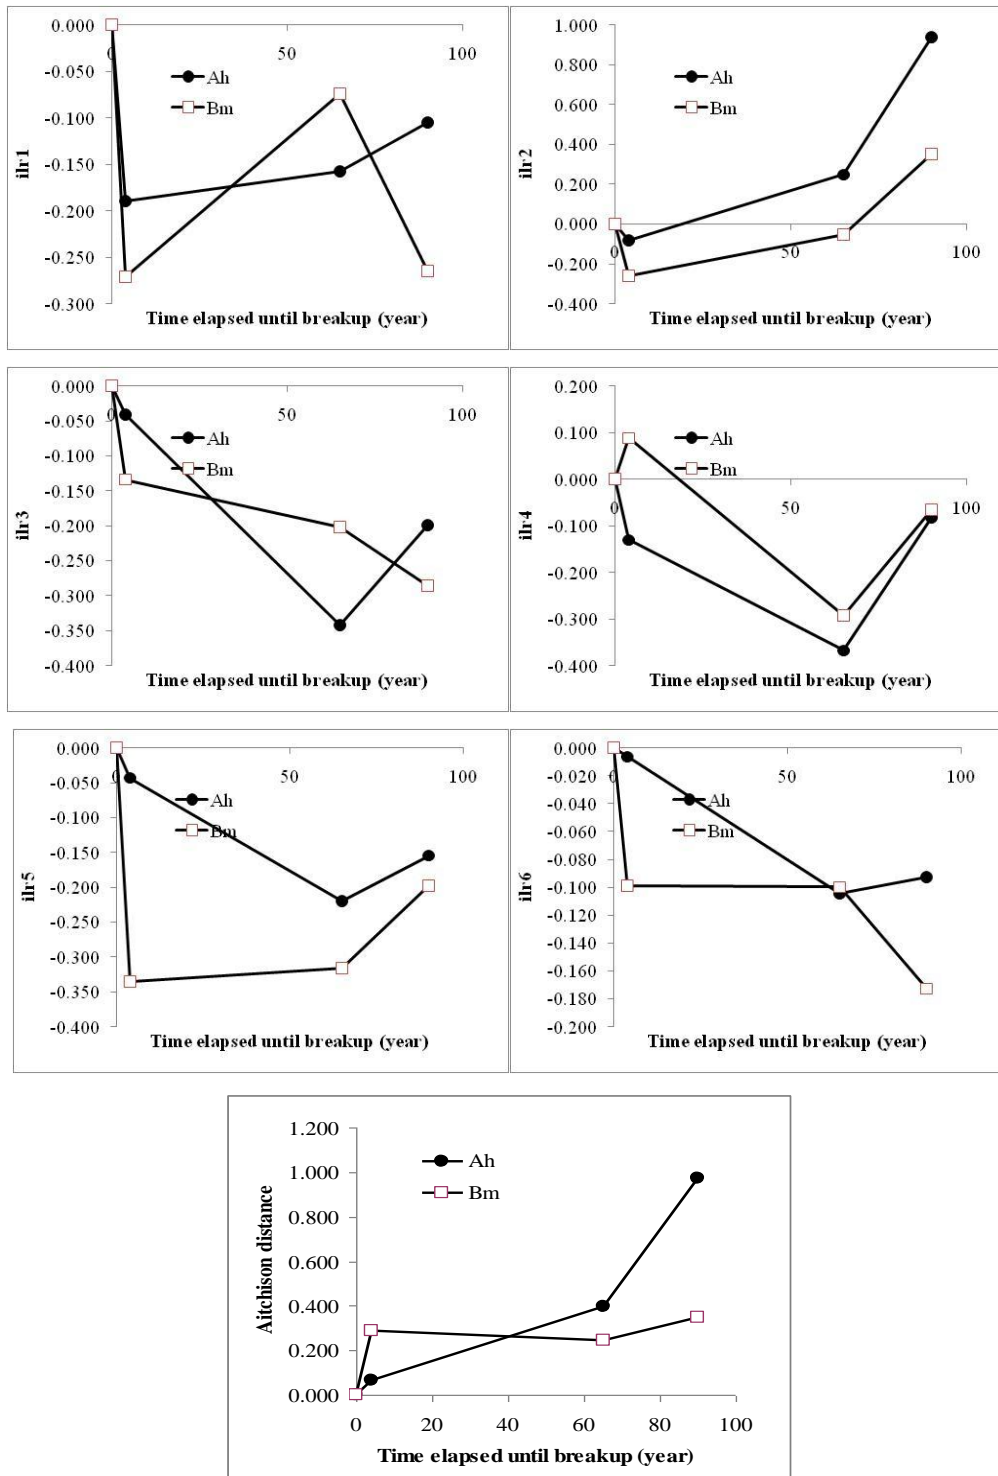 0.000
-0.050
-0.100
-0.150
-0.200
-0.250
-0.300
0 50 100
Ah
Bm
ilr1
Time elapsed until breakup (year)
1.000
0.800
0.600
0.400
0.200
0.000
-0.200
-0.400
0 50 100
Ah
Bm
ilr2
Time elapsed until breakup (year)
0.000
-0.050
-0.100
-0.150
-0.200
-0.250
-0.300
-0.350
-0.400
0 50 100
Ah
Bm
ilr3
Time elapsed until breakup (year)
0.200
0.100
0.000
-0.100
-0.200
-0.300
-0.400
0 50 100
Ah
Bm
ilr4
Time elapsed until breakup (year)
0.000
-0.050
-0.100
-0.150
-0.200
-0.250
-0.300
-0.350
-0.400
0 50 100
Ah
Bm
ilr5
Time elapsed until breakup (year)
0.000
-0.020
-0.040
-0.060
-0.080
-0.100
-0.120
-0.140
-0.160
-0.180
-0.200
0 50 100
Ah
Bm
ilr6
Time elapsed until breakup (year)
1.200
1.000
0.800
0.600
0.400
0.200
0.000
Ah
Bm
Aitchison distance
0 20 40 60 80 100
Time elapsed until breakup (year)